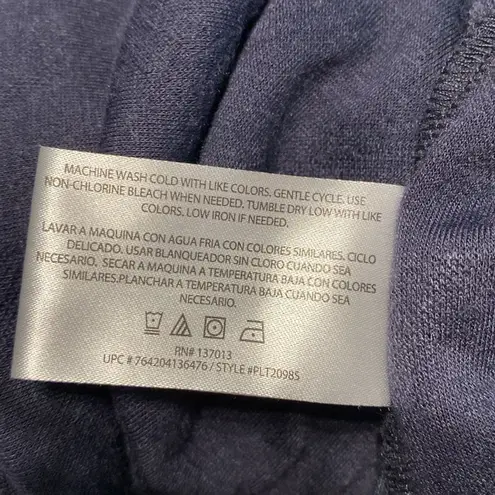 MACHINE WASH COLD WITH LIKE COLORS. GENTLE CYCLE. USE
NON-CHLORINE BLEACH WHEN NEEDED. TUMBLE DRY LOW WITH LIKE
COLORS. LOW IRON IF NEEDED.
LAVAR A MAQUINA CON AGUA FRIA CON COLORES SIMILARES. CICLO
DELICADO. USAR BLANQUEADOR SIN CLORO CUANDO SEA
NECESARIO. SECAR A MAQUINA A TEMPERATURA BAJA CON COLORES
SIMILARES.PLANCHAR A TEMPERATURA BAJA CUANDO SEA
NECESARIO.
RN# 137013
UPC # 764204136476 / STYLE #PLT2098S